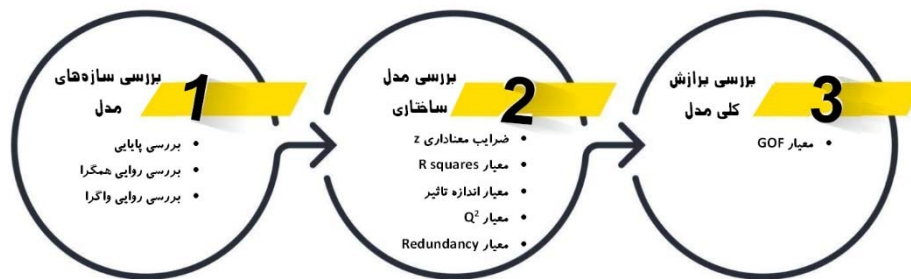 1
بررسی سازه‌های
مدل
• بررسی پایایی
• بررسی روایی همگرا
• بررسی روایی واگرا
2
بررسی مدل
ساختاری
• ضرایب معناداری z
• معیار R squares
• معیار اندازه تاثیر
• معیار Q²
• معیار Redundancy
3
بررسی برازش
کلی مدل
• معیار GOF